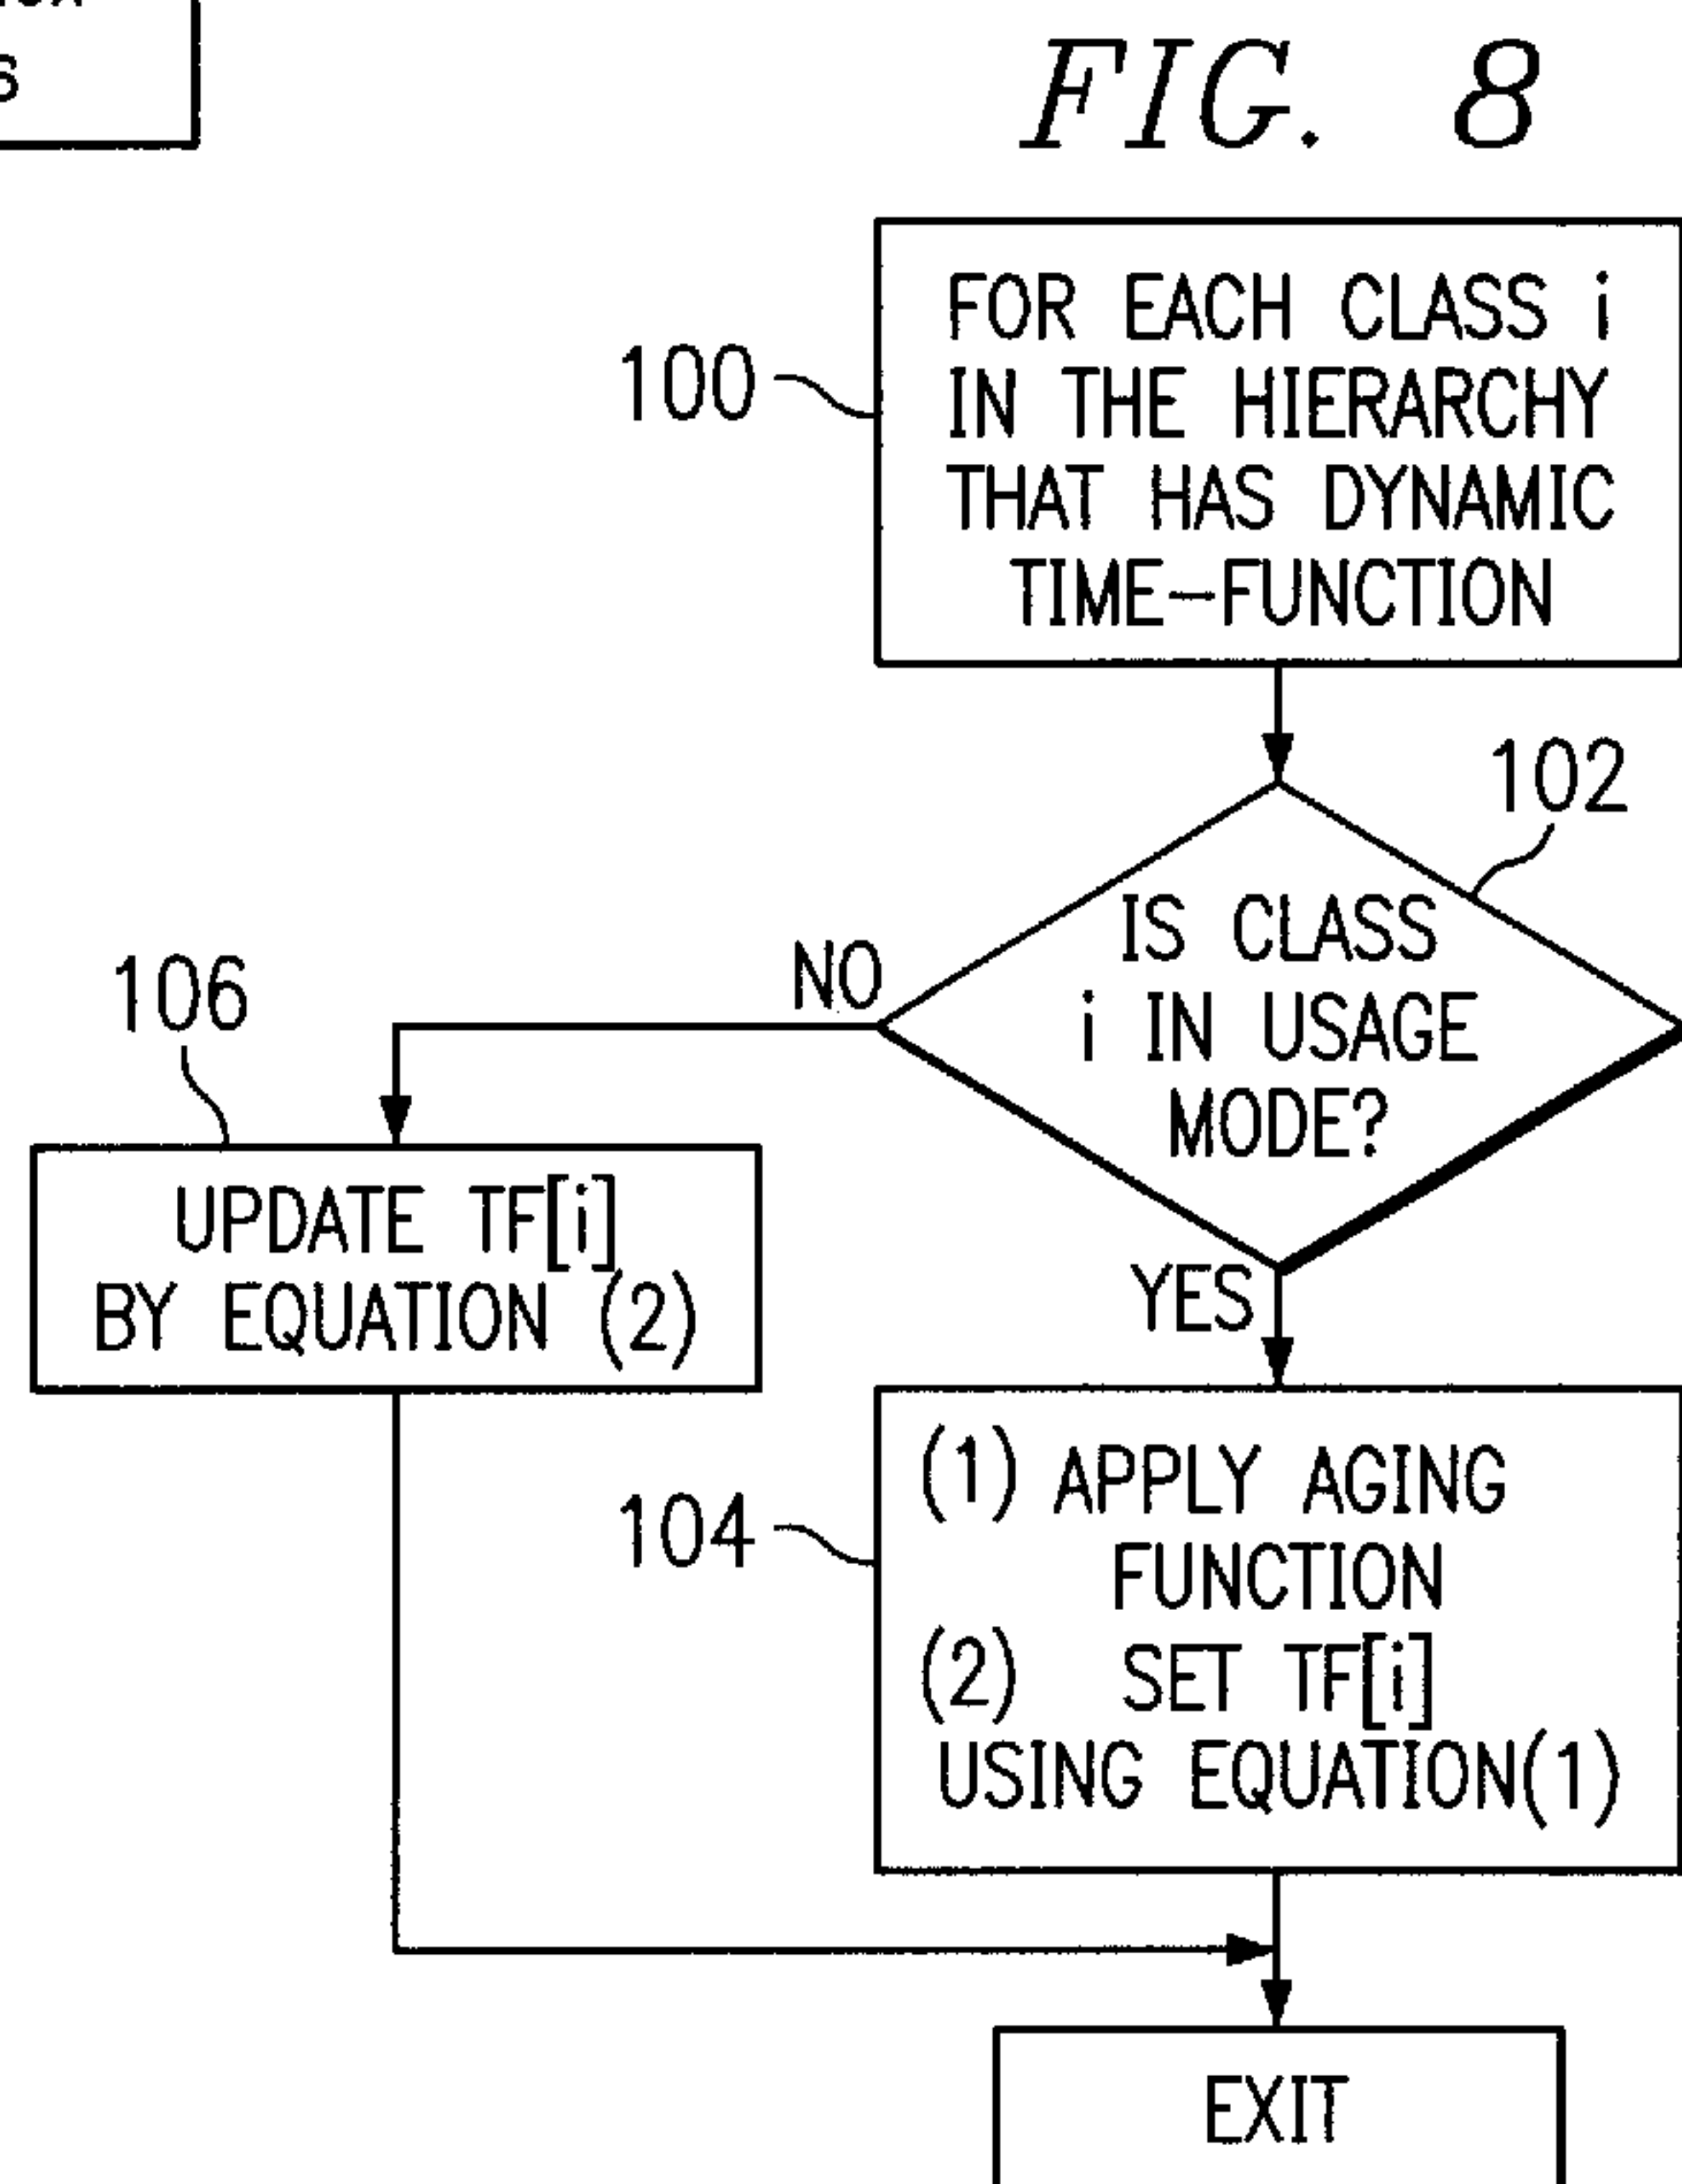 FIG. 8
FOR EACH CLASS i
IN THE HIERARCHY
THAT HAS DYNAMIC
TIME-FUNCTION
100
102
IS CLASS
i IN USAGE
MODE?
NO
106
UPDATE TF[i]
BY EQUATION (2)
YES
(1) APPLY AGING
FUNCTION
(2) SET TF[i]
USING EQUATION(1)
104
EXIT